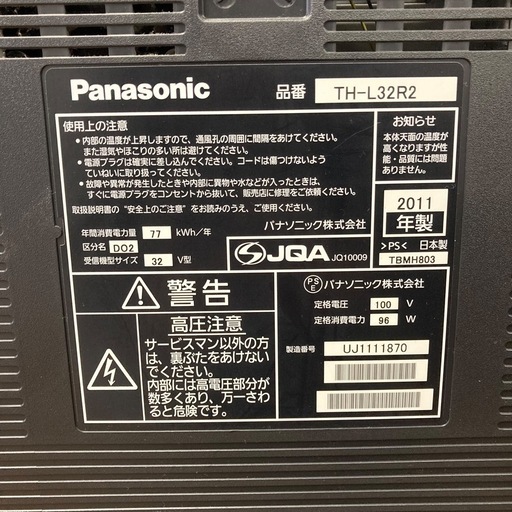 Panasonic 品番 TH-L32R2
使用上の注意
•内部の温度が上昇しますので、通風孔の周囲に間隔をあけてください。
また湿気やほこりの多い所は避けてください。
•電源プラグは確実に差し込んでください。コードは傷つけないよう
ていねいに取り扱ってください。
•故障や異常が発生したときや内部に異物や水などが入ったときは、
すぐに電源プラグをコンセントから抜いて、販売店に修理をご依頼ください。
取扱説明書の"安全上のご注意"をお読みのうえ、ご使用ください。
お知らせ
本体天面の温度が
高くなりますが性
能・品質には問題
ありません。
年間消費電力量 77 kWh/年
区分名 DO2
受信機型サイズ 32 V型
パナソニック株式会社
JQA JQ10009
2011
年製
>PS< 日本製
TBMH803
警告
高圧注意
サービスマン以外の方
は、裏ぶたをあけないで
ください。
内部には高電圧部分が
数多くあり、万一さわ
ると危険です。
PSE パナソニック株式会社
定格電圧 100 V
定格消費電力 96 W
製造番号 UJ1111870